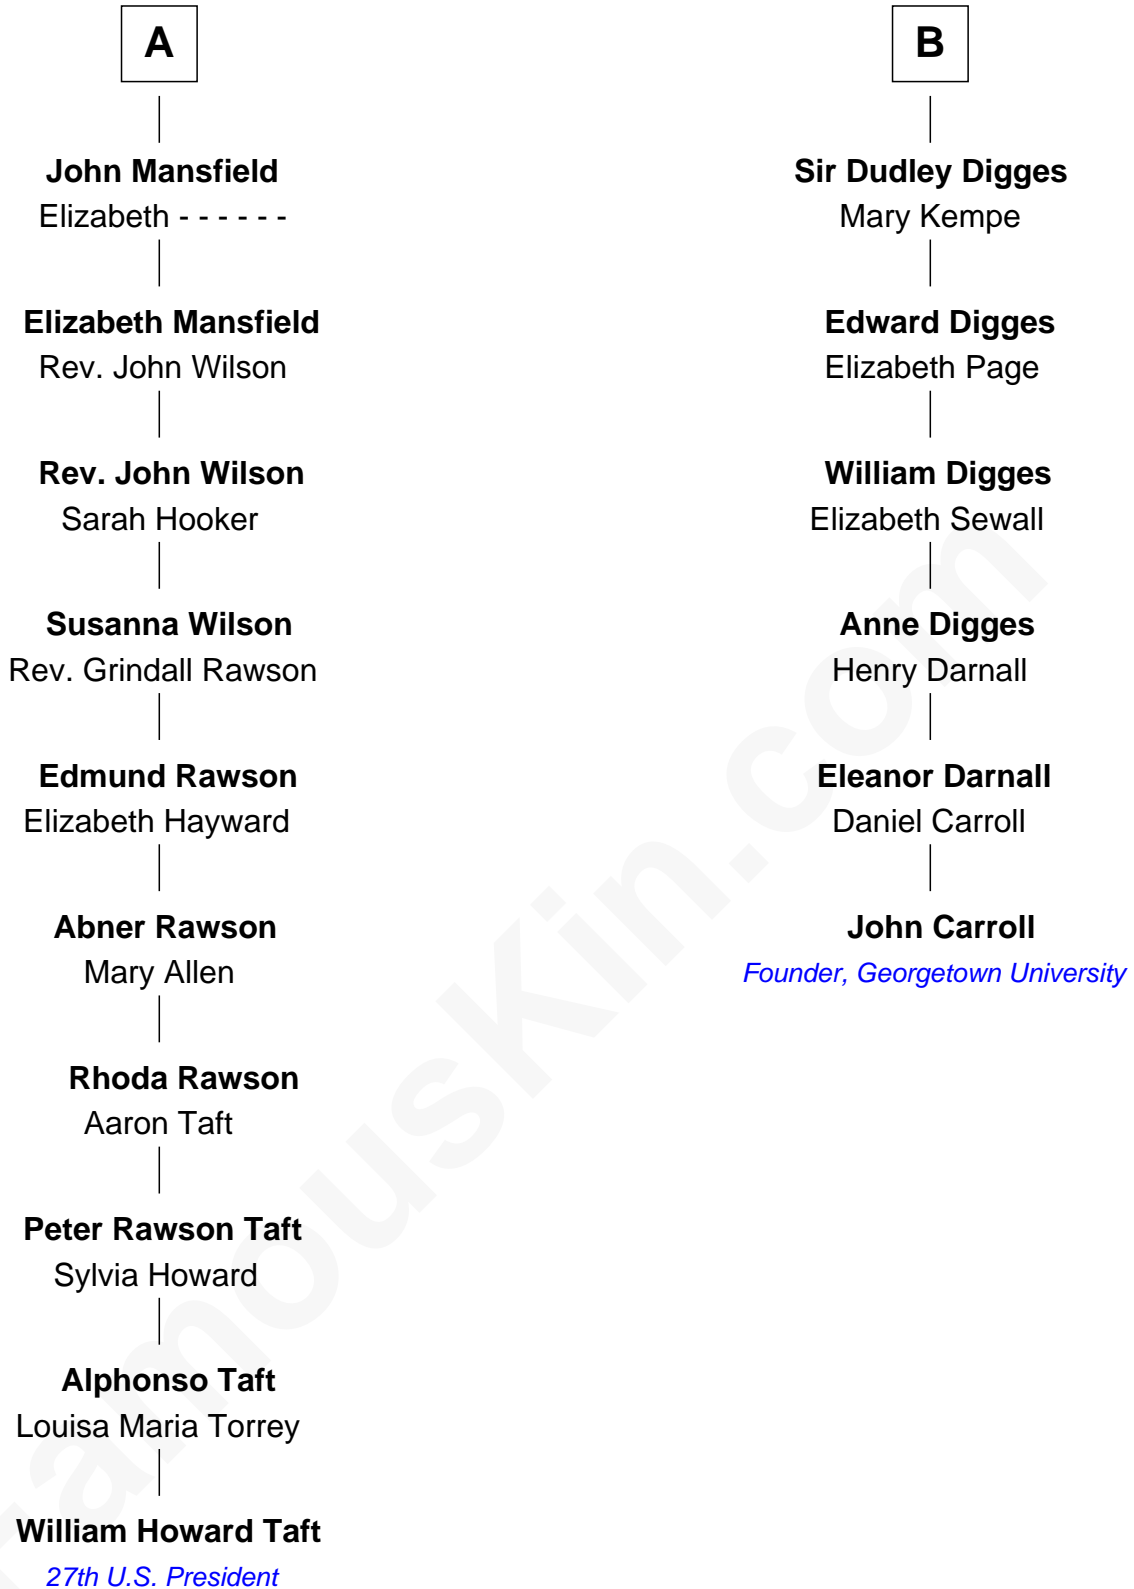 A
John Mansfield
Elizabeth - - - - - -
Elizabeth Mansfield
Rev. John Wilson
Rev. John Wilson
Sarah Hooker
Susanna Wilson
Rev. Grindall Rawson
Edmund Rawson
Elizabeth Hayward
Abner Rawson
Mary Allen
Rhoda Rawson
Aaron Taft
Peter Rawson Taft
Sylvia Howard
Alphonso Taft
Louisa Maria Torrey
William Howard Taft
27th U.S. President
B
Sir Dudley Digges
Mary Kempe
Edward Digges
Elizabeth Page
William Digges
Elizabeth Sewall
Anne Digges
Henry Darnall
Eleanor Darnall
Daniel Carroll
John Carroll
Founder, Georgetown University
famouskin.com